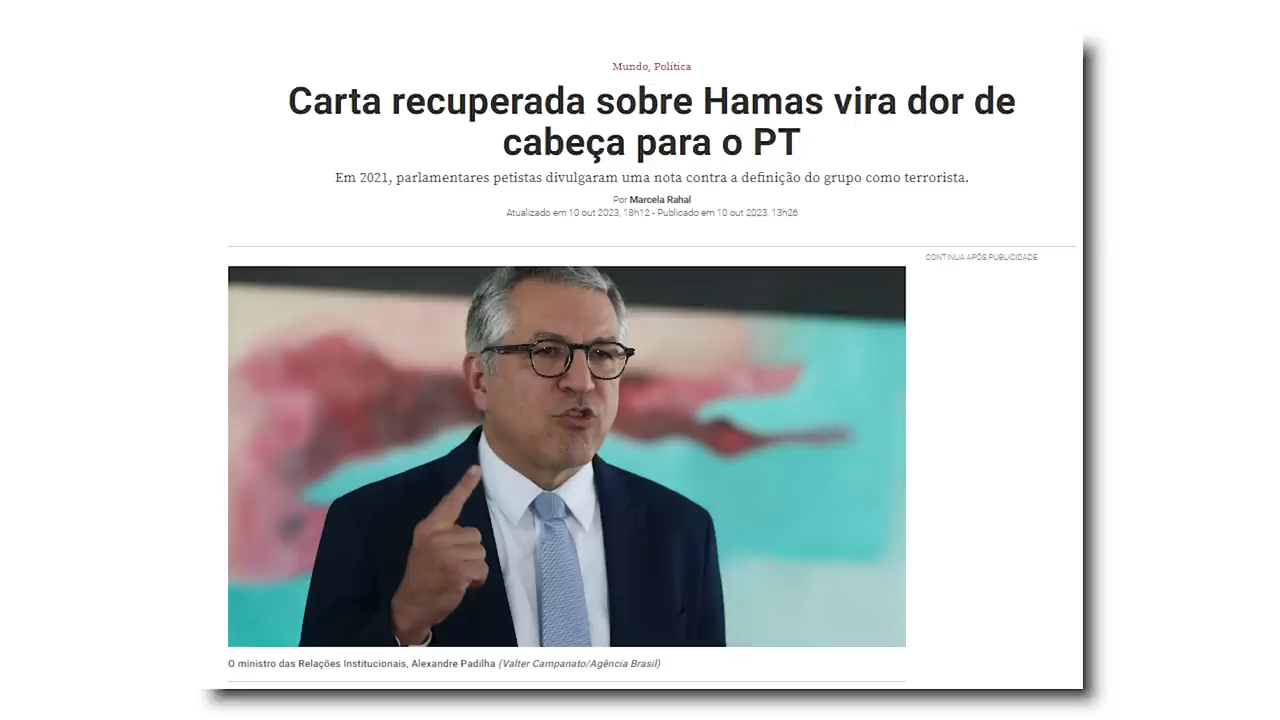 Mundo, Política
Carta recuperada sobre Hamas vira dor de
cabeça para o PT
Em 2021, parlamentares petistas divulgaram uma nota contra a definição do grupo como terrorista.
Por Marcela Rahal
Atualizado em 10 out 2023, 18h12 - Publicado em 10 out 2023, 13h26
CONTINUA APÓS PUBLICIDADE
O ministro das Relações Institucionais, Alexandre Padilha (Valter Campanato/Agência Brasil)